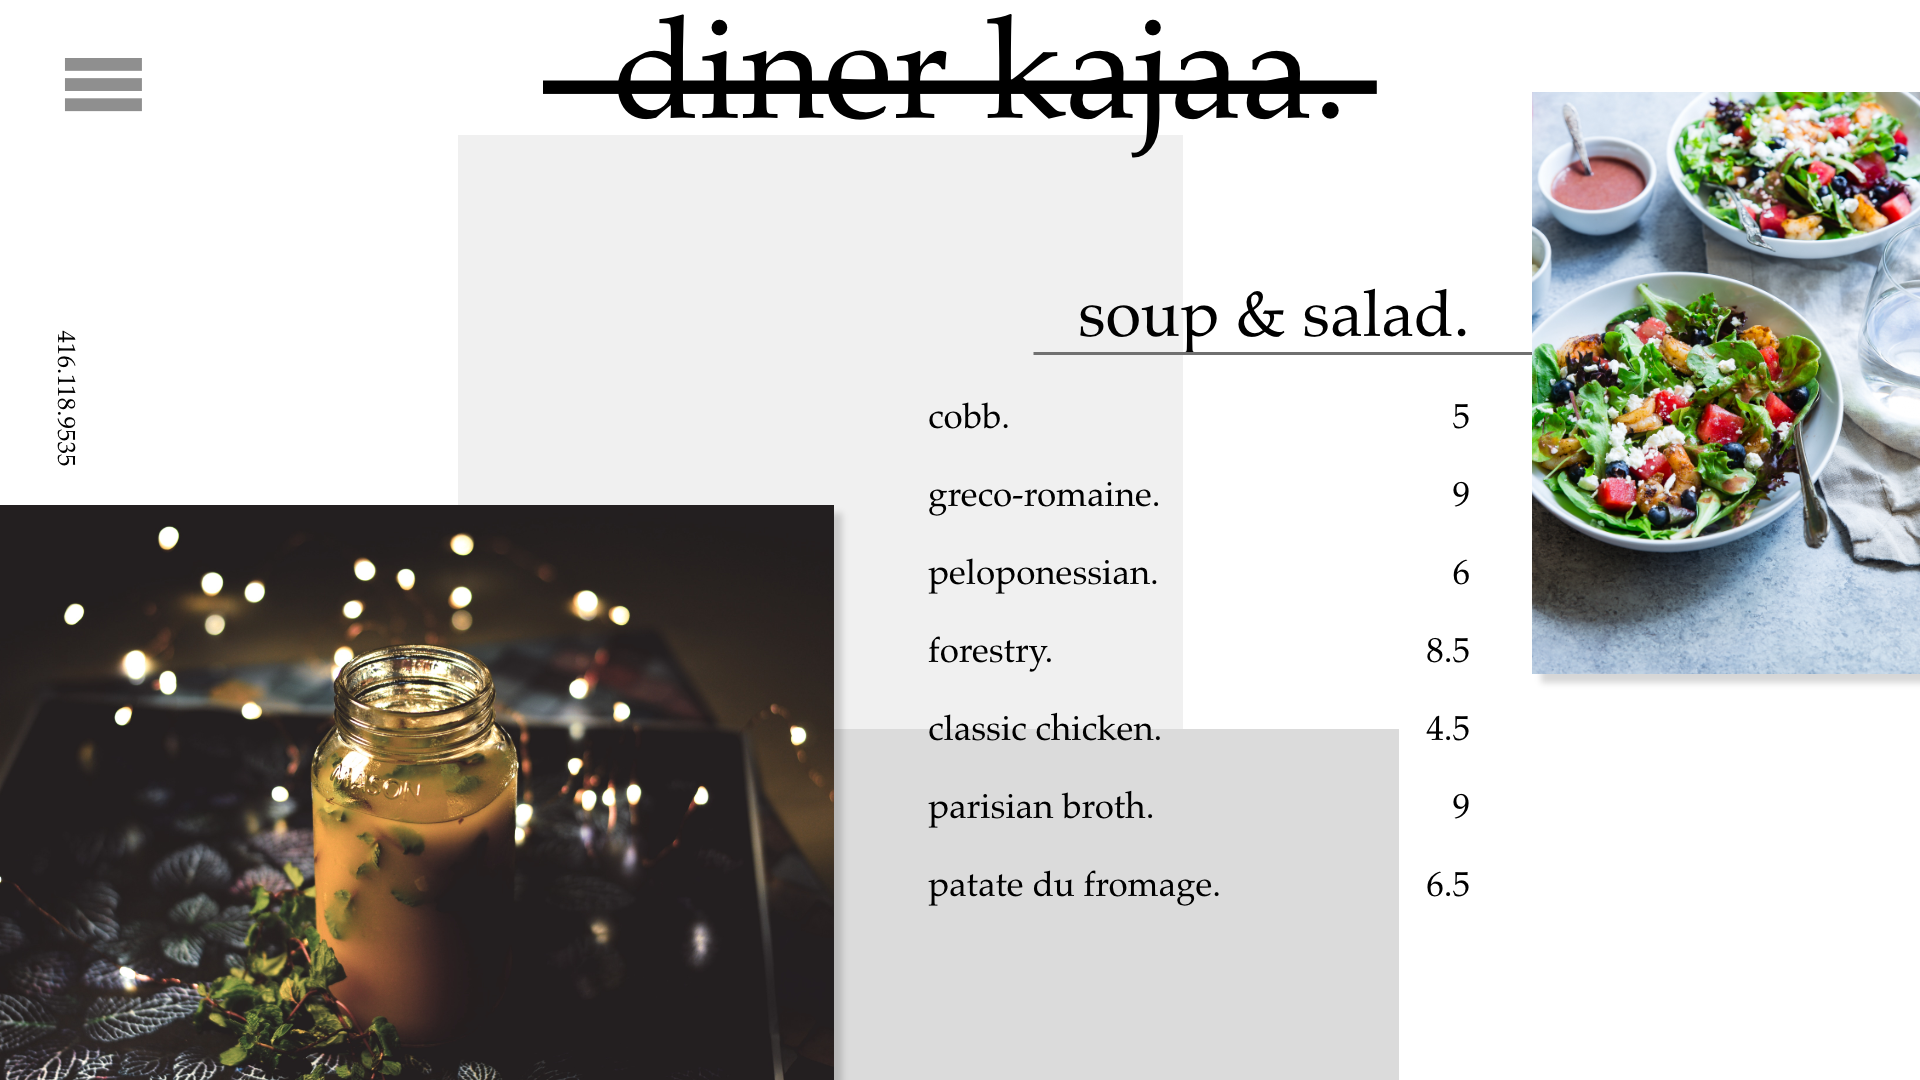 diner kajaa.
soup & salad.
416.118.9535
cobb. 5
greco-romaine. 9
peloponessian. 6
forestry. 8.5
classic chicken. 4.5
parisian broth. 9
patate du fromage. 6.5
MASON